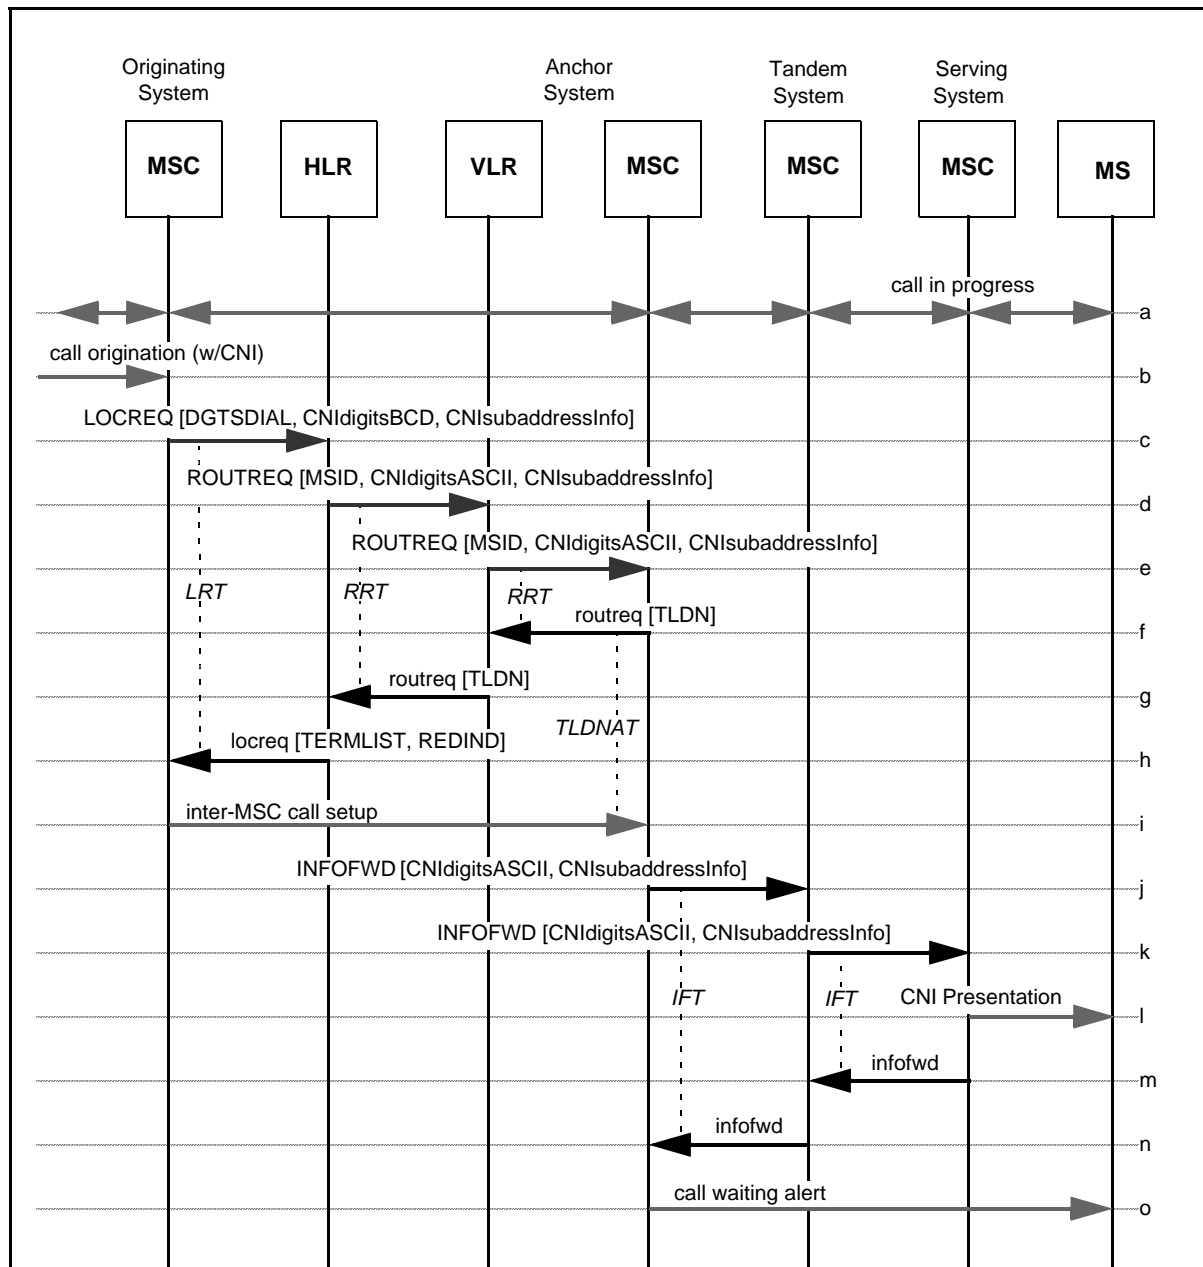 Originating
System
Anchor
System
Tandem
System
Serving
System
MSC
HLR
VLR
MSC
MSC
MSC
MS
call in progress
a
call origination (w/CNI)
b
LOCREQ [DGTSDIAL, CNIdigitsBCD, CNIsubaddressInfo]
c
ROUTREQ [MSID, CNIdigitsASCII, CNIsubaddressInfo]
d
ROUTREQ [MSID, CNIdigitsASCII, CNIsubaddressInfo]
e
LRT
RRT
RRT
routreq [TLDN]
f
routreq [TLDN]
g
TLDNAT
locreq [TERMLIST, REDIND]
h
inter-MSC call setup
i
INFOFWD [CNIdigitsASCII, CNIsubaddressInfo]
j
INFOFWD [CNIdigitsASCII, CNIsubaddressInfo]
k
IFT
IFT
CNI Presentation
l
infofwd
m
infofwd
n
call waiting alert
o